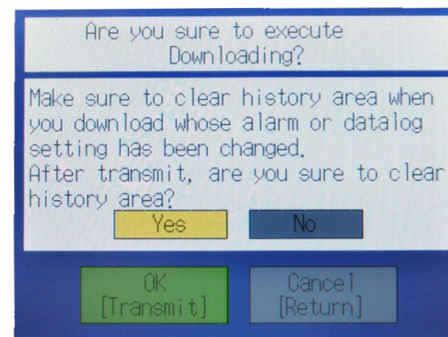 Are you sure to execute
Downloading?
Make sure to clear history area when
you download whose alarm or datalog
setting has been changed.
After transmit, are you sure to clear
history area?
Yes No
OK Cancel
[Transmit] [Return]